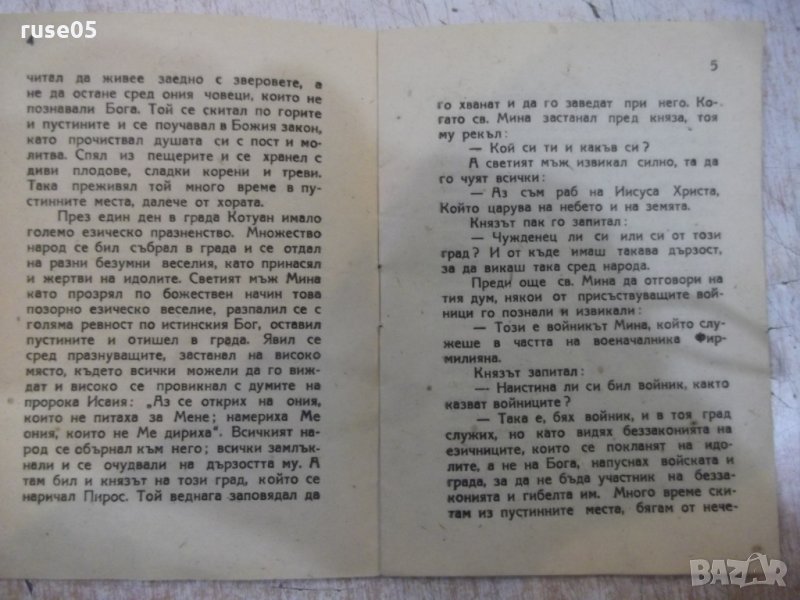 ruse05
читал да живее заедно с зверовете, а
не да остане сред ония човеци, които не
познавали Бога. Той се скитал по горите
и пустините и се поучавал в Божия закон,
като прочиствал душата си с пост и мо-
литва. Спял из пещерите и се хранел с
диви плодове, сладки корени и треви.
Така преживял той много време в пу-
стинните места, далече от хората.
През един ден в града Котуан имало
големо езическо празненство. Множество
народ се бил събрал в града и се отдал
на разни безумни веселия, като принасял
и жертви на идолите. Светият мъж Мина
като прозрял по божествен начин това
позорно езическо веселие, разпалил се с
голяма ревност по истинския Бог, оставил
пустините и отишел в града. Явил се
сред празнуващите, застанал на високо
място, където всички можели да го виж-
дат и високо се провикнал с думите на
пророка Исаия: „Аз се открих на ония,
които не питаха за Мене; намериха Ме
ония, които не Ме дириха“. Всичкият на-
род се обърнал към него; всички замлък-
нали и се очудвали на дързостта му. А
там бил и князът на този град, който се
наричал Пирос. Той веднага заповядал да
5
го хванат и да го заведат при него. Ко-
гато св. Мина застанал пред княза, тоя
му рекъл:
— Кой си ти и какъв си?
А светият мъж извикал силно, та да
го чуят всички:
— Аз съм раб на Иисуса Христа,
Който царува на небето и на земята.
Князът пак го запитал:
— Чужденец ли си или си от този
град? И от къде имаш такава дързост,
за да викаш така сред народа.
Преди още св. Мина да отговори на
тия дум, някои от присъствуващите вой-
ници го познали и извикали:
— Този е войникът Мина, който слу-
жеше в частта на военачалника Фир-
милияна.
Князът запитал:
— Наистина ли си бил войник, както
казват войниците?
— Така е, бях войник, и в тоя град
служих, но като видях беззаконията на
езичниците, които се покланят на идо-
лите, а не на Бога, напуснах войската и
града, за да не бъда участник на безза-
конията и гибелта им. Много време ски-
там из пустинните места, бягам от нече-
BAZAR
bazar.bg